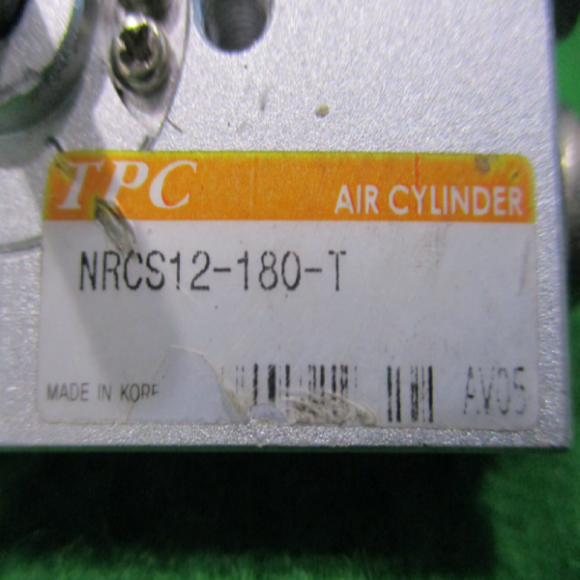 TPC
AIR CYLINDER
NRCS12-180-T
MADE IN KORE
AV05